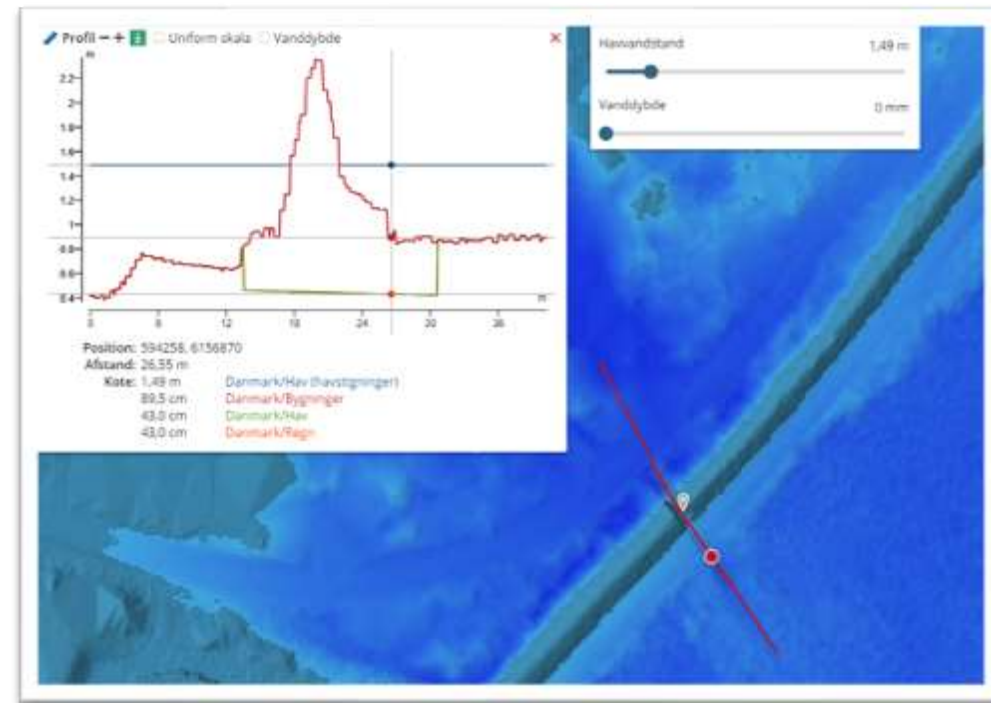 Profil − + Uniform skala Vanddybde ×
m
2.2
2
1.8
1.6
1.4
1.2
1
0.8
0.6
0.4
0 6 12 18 24 30 36 m
Position: 594258, 6156870
Afstand: 26,55 m
Kote: 1,49 m Danmark/Hav (havstigninger)
89,5 cm Danmark/Bygninger
43,0 cm Danmark/Hav
43,0 cm Danmark/Regn
Havvandstand 1,49 m
Vanddybde 0 mm